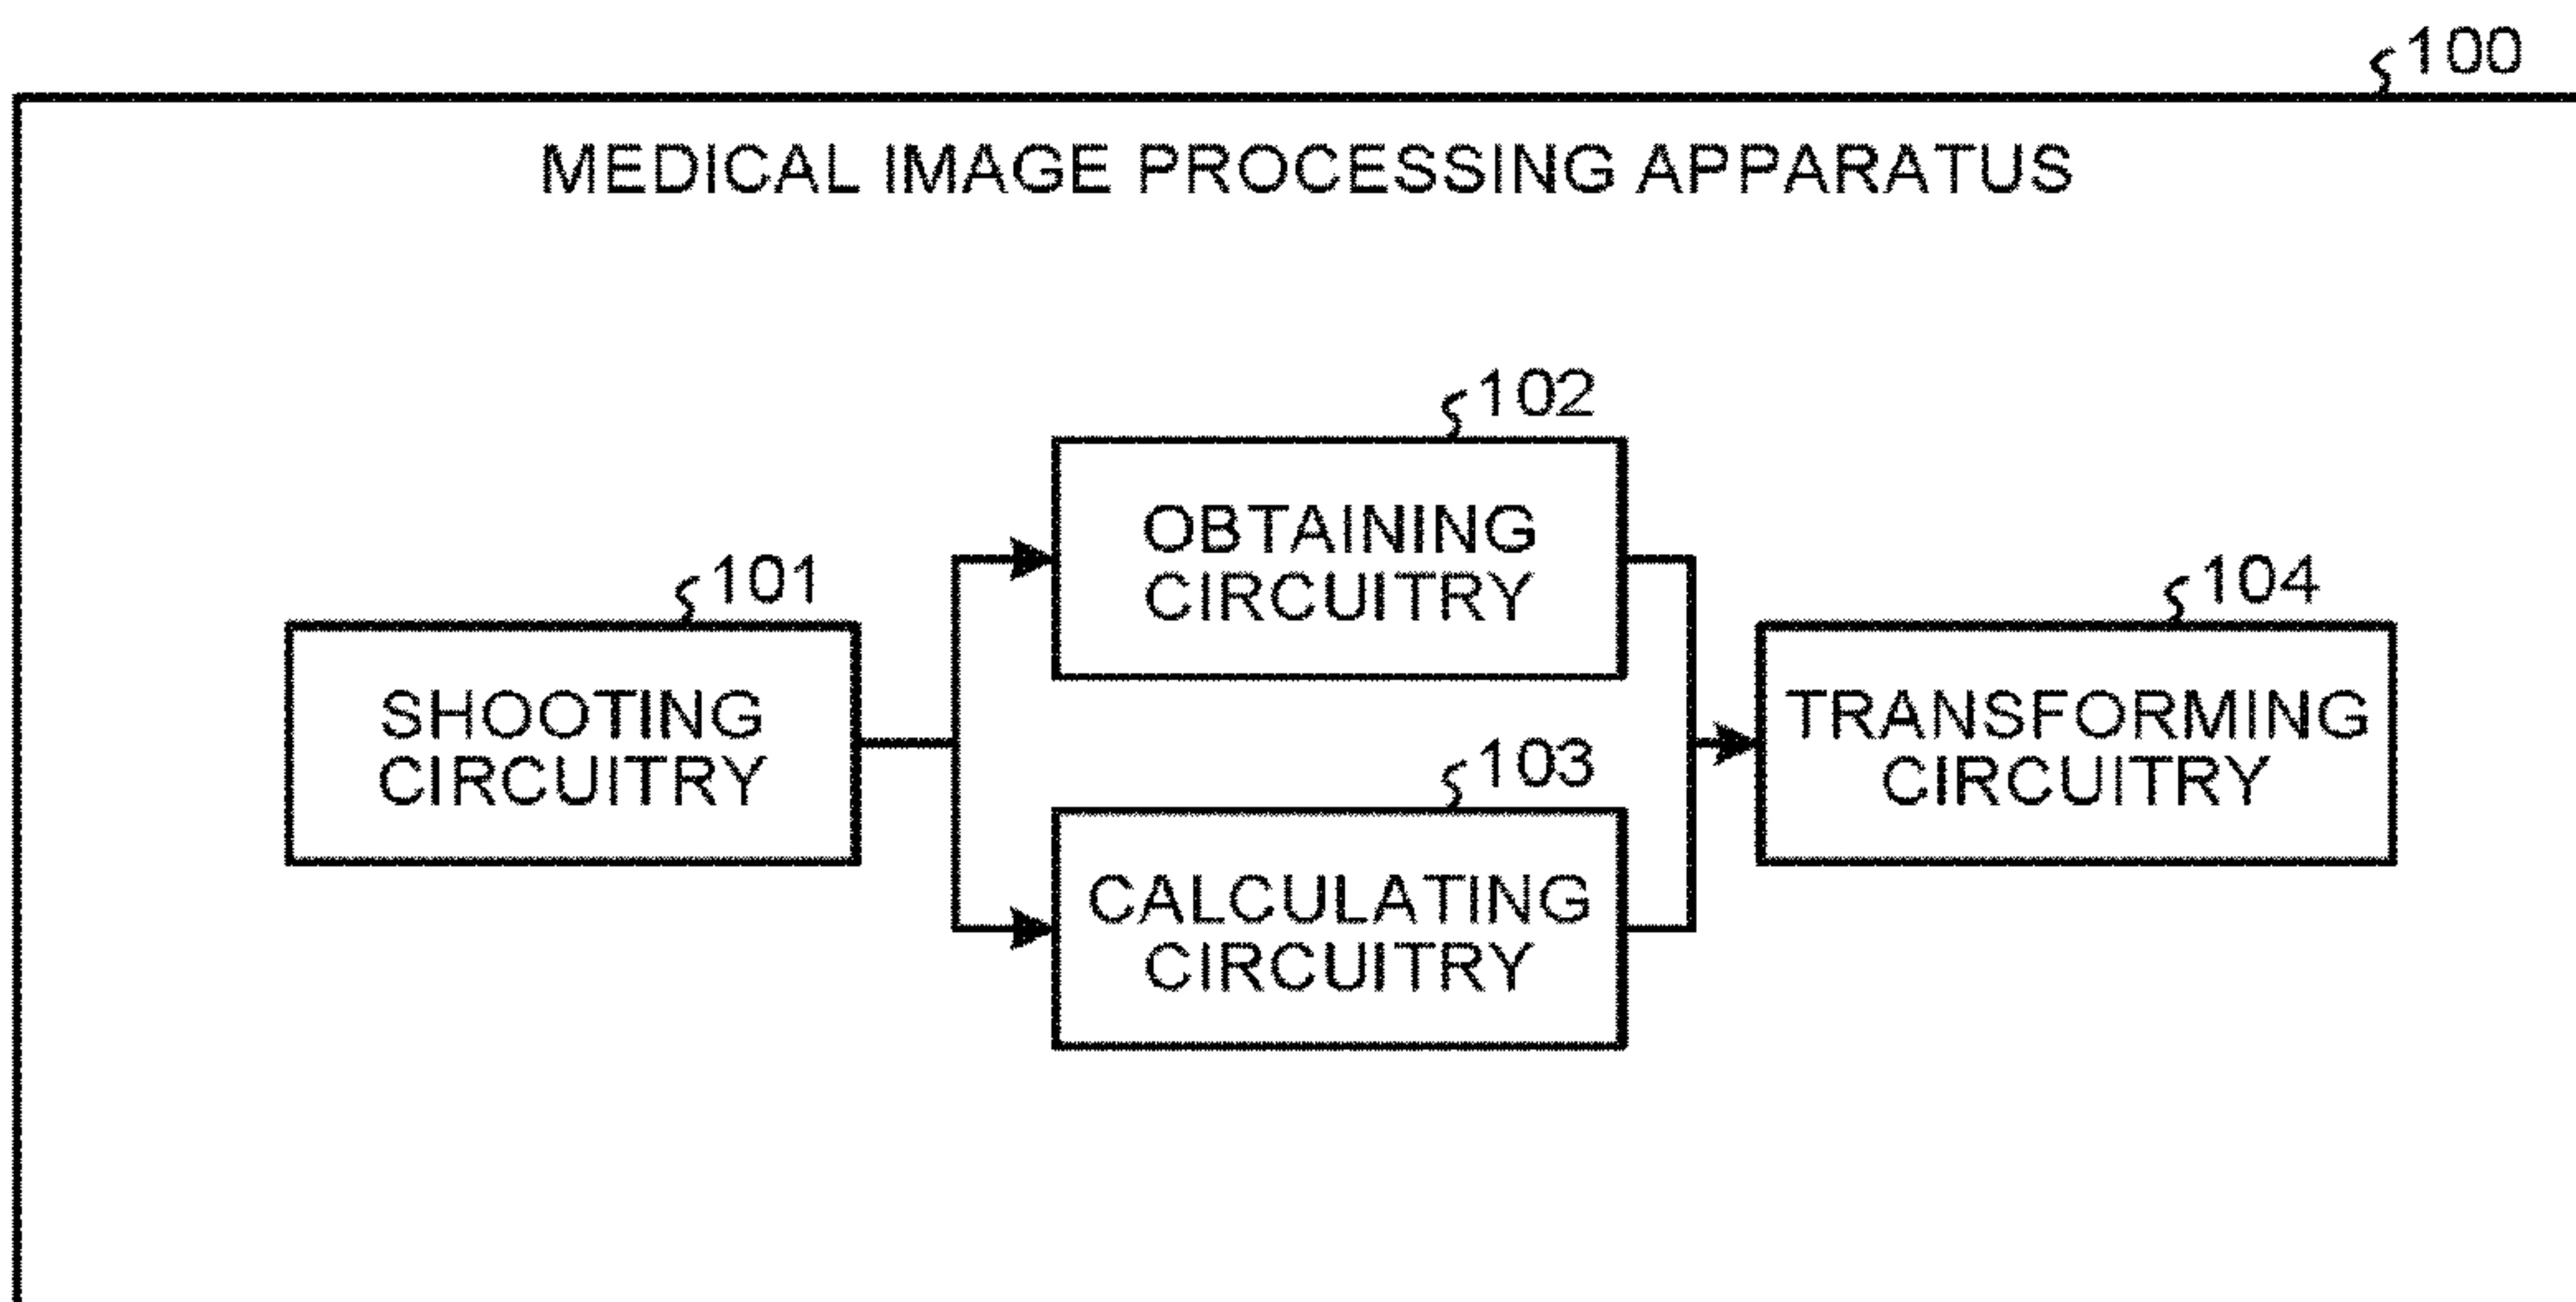 100
MEDICAL IMAGE PROCESSING APPARATUS
102
OBTAINING
CIRCUITRY
101
SHOOTING
CIRCUITRY
104
TRANSFORMING
CIRCUITRY
103
CALCULATING
CIRCUITRY